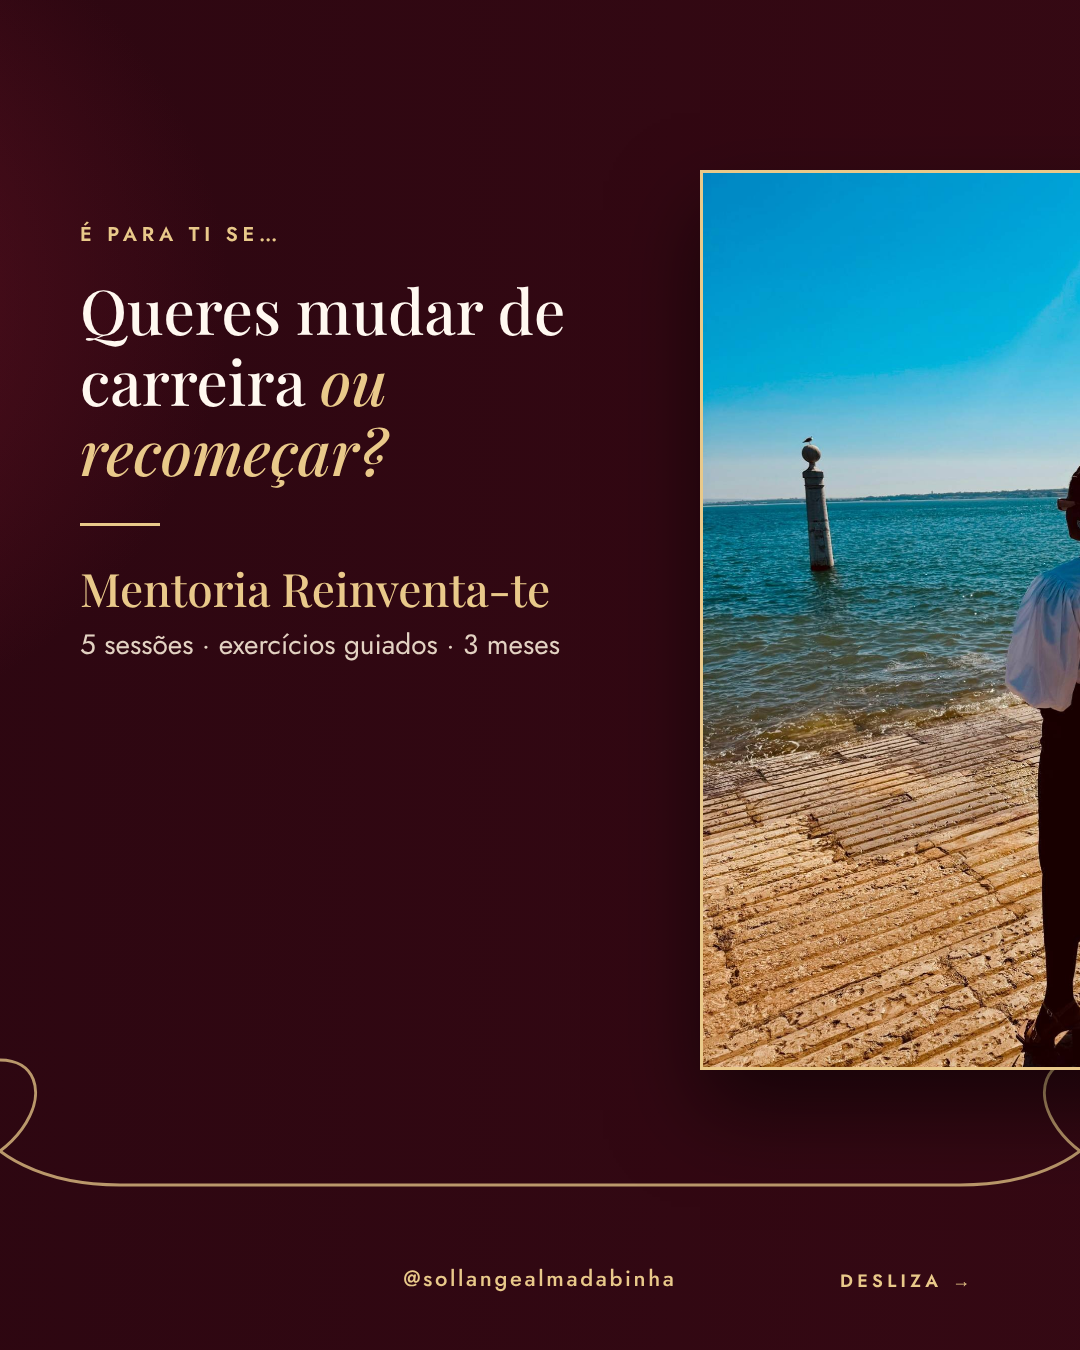 É PARA TI SE…
Queres mudar de
carreira ou
recomeçar?
Mentoria Reinventa-te
5 sessões · exercícios guiados · 3 meses
@sollangealmadabinha
DESLIZA →